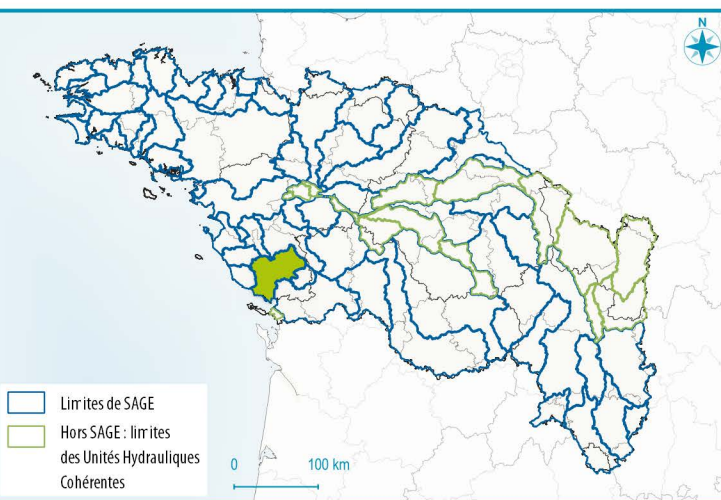 N
Limites de SAGE
Hors SAGE : limites
des Unités Hydrauliques
Cohérentes
0 100 km